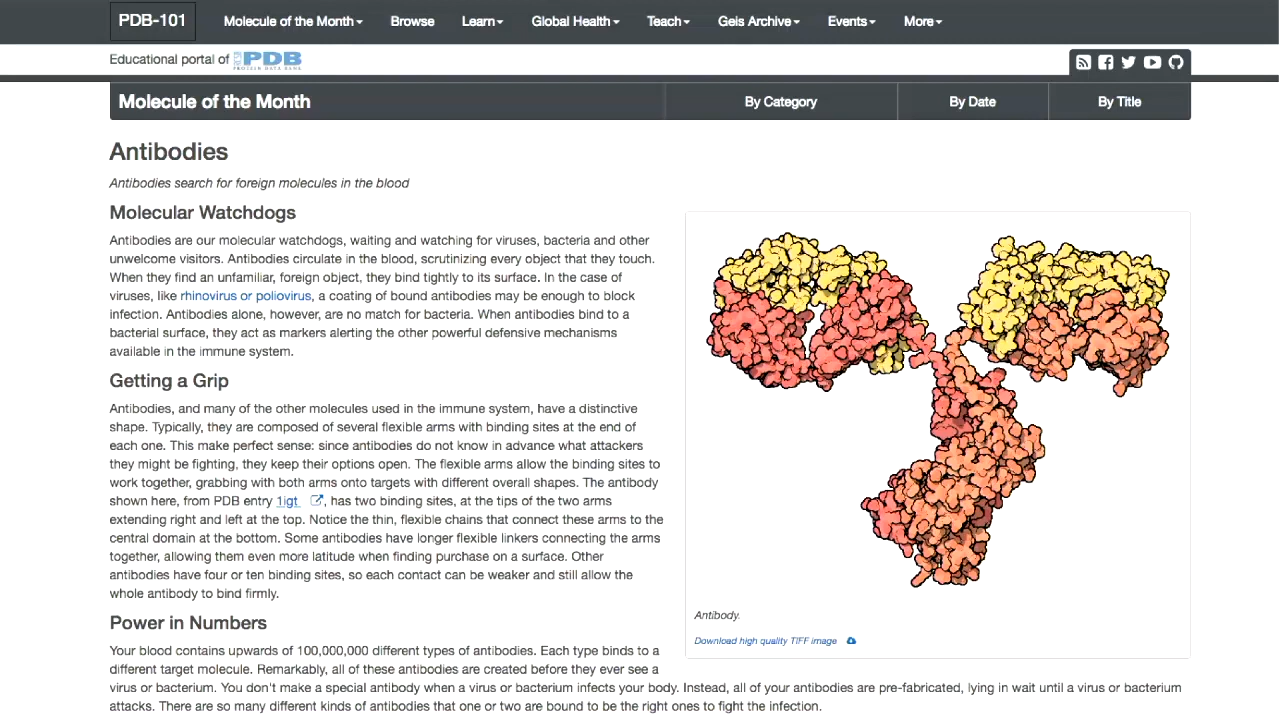 PDB-101 Molecule of the Month Browse Learn Global Health Teach Geis Archive Events More
Educational portal of PDB
PROTEIN DATA BANK
Molecule of the Month By Category By Date By Title
Antibodies
Antibodies search for foreign molecules in the blood
Molecular Watchdogs
Antibodies are our molecular watchdogs, waiting and watching for viruses, bacteria and other
unwelcome visitors. Antibodies circulate in the blood, scrutinizing every object that they touch.
When they find an unfamiliar, foreign object, they bind tightly to its surface. In the case of
viruses, like rhinovirus or poliovirus, a coating of bound antibodies may be enough to block
infection. Antibodies alone, however, are no match for bacteria. When antibodies bind to a
bacterial surface, they act as markers alerting the other powerful defensive mechanisms
available in the immune system.
Getting a Grip
Antibodies, and many of the other molecules used in the immune system, have a distinctive
shape. Typically, they are composed of several flexible arms with binding sites at the end of
each one. This make perfect sense: since antibodies do not know in advance what attackers
they might be fighting, they keep their options open. The flexible arms allow the binding sites to
work together, grabbing with both arms onto targets with different overall shapes. The antibody
shown here, from PDB entry 1igt , has two binding sites, at the tips of the two arms
extending right and left at the top. Notice the thin, flexible chains that connect these arms to the
central domain at the bottom. Some antibodies have longer flexible linkers connecting the arms
together, allowing them even more latitude when finding purchase on a surface. Other
antibodies have four or ten binding sites, so each contact can be weaker and still allow the
whole antibody to bind firmly.
Antibody.
Download high quality TIFF image
Power in Numbers
Your blood contains upwards of 100,000,000 different types of antibodies. Each type binds to a
different target molecule. Remarkably, all of these antibodies are created before they ever see a
virus or bacterium. You don't make a special antibody when a virus or bacterium infects your body. Instead, all of your antibodies are pre-fabricated, lying in wait until a virus or bacterium
attacks. There are so many different kinds of antibodies that one or two are bound to be the right ones to fight the infection.